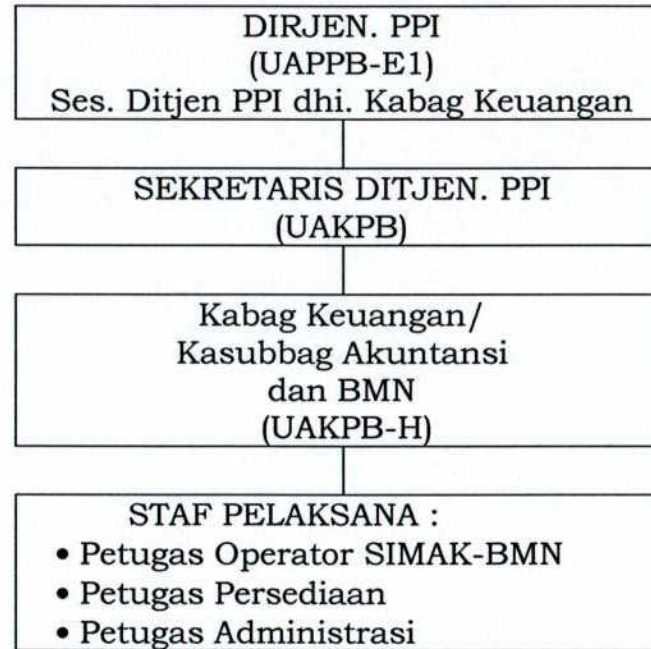 DIRJEN. PPI
(UAPPB-E1)
Ses. Ditjen PPI dhi. Kabag Keuangan
SEKRETARIS DITJEN. PPI
(UAKPB)
Kabag Keuangan/
Kasubbag Akuntansi
dan BMN
(UAKPB-H)
STAF PELAKSANA :
• Petugas Operator SIMAK-BMN
• Petugas Persediaan
• Petugas Administrasi